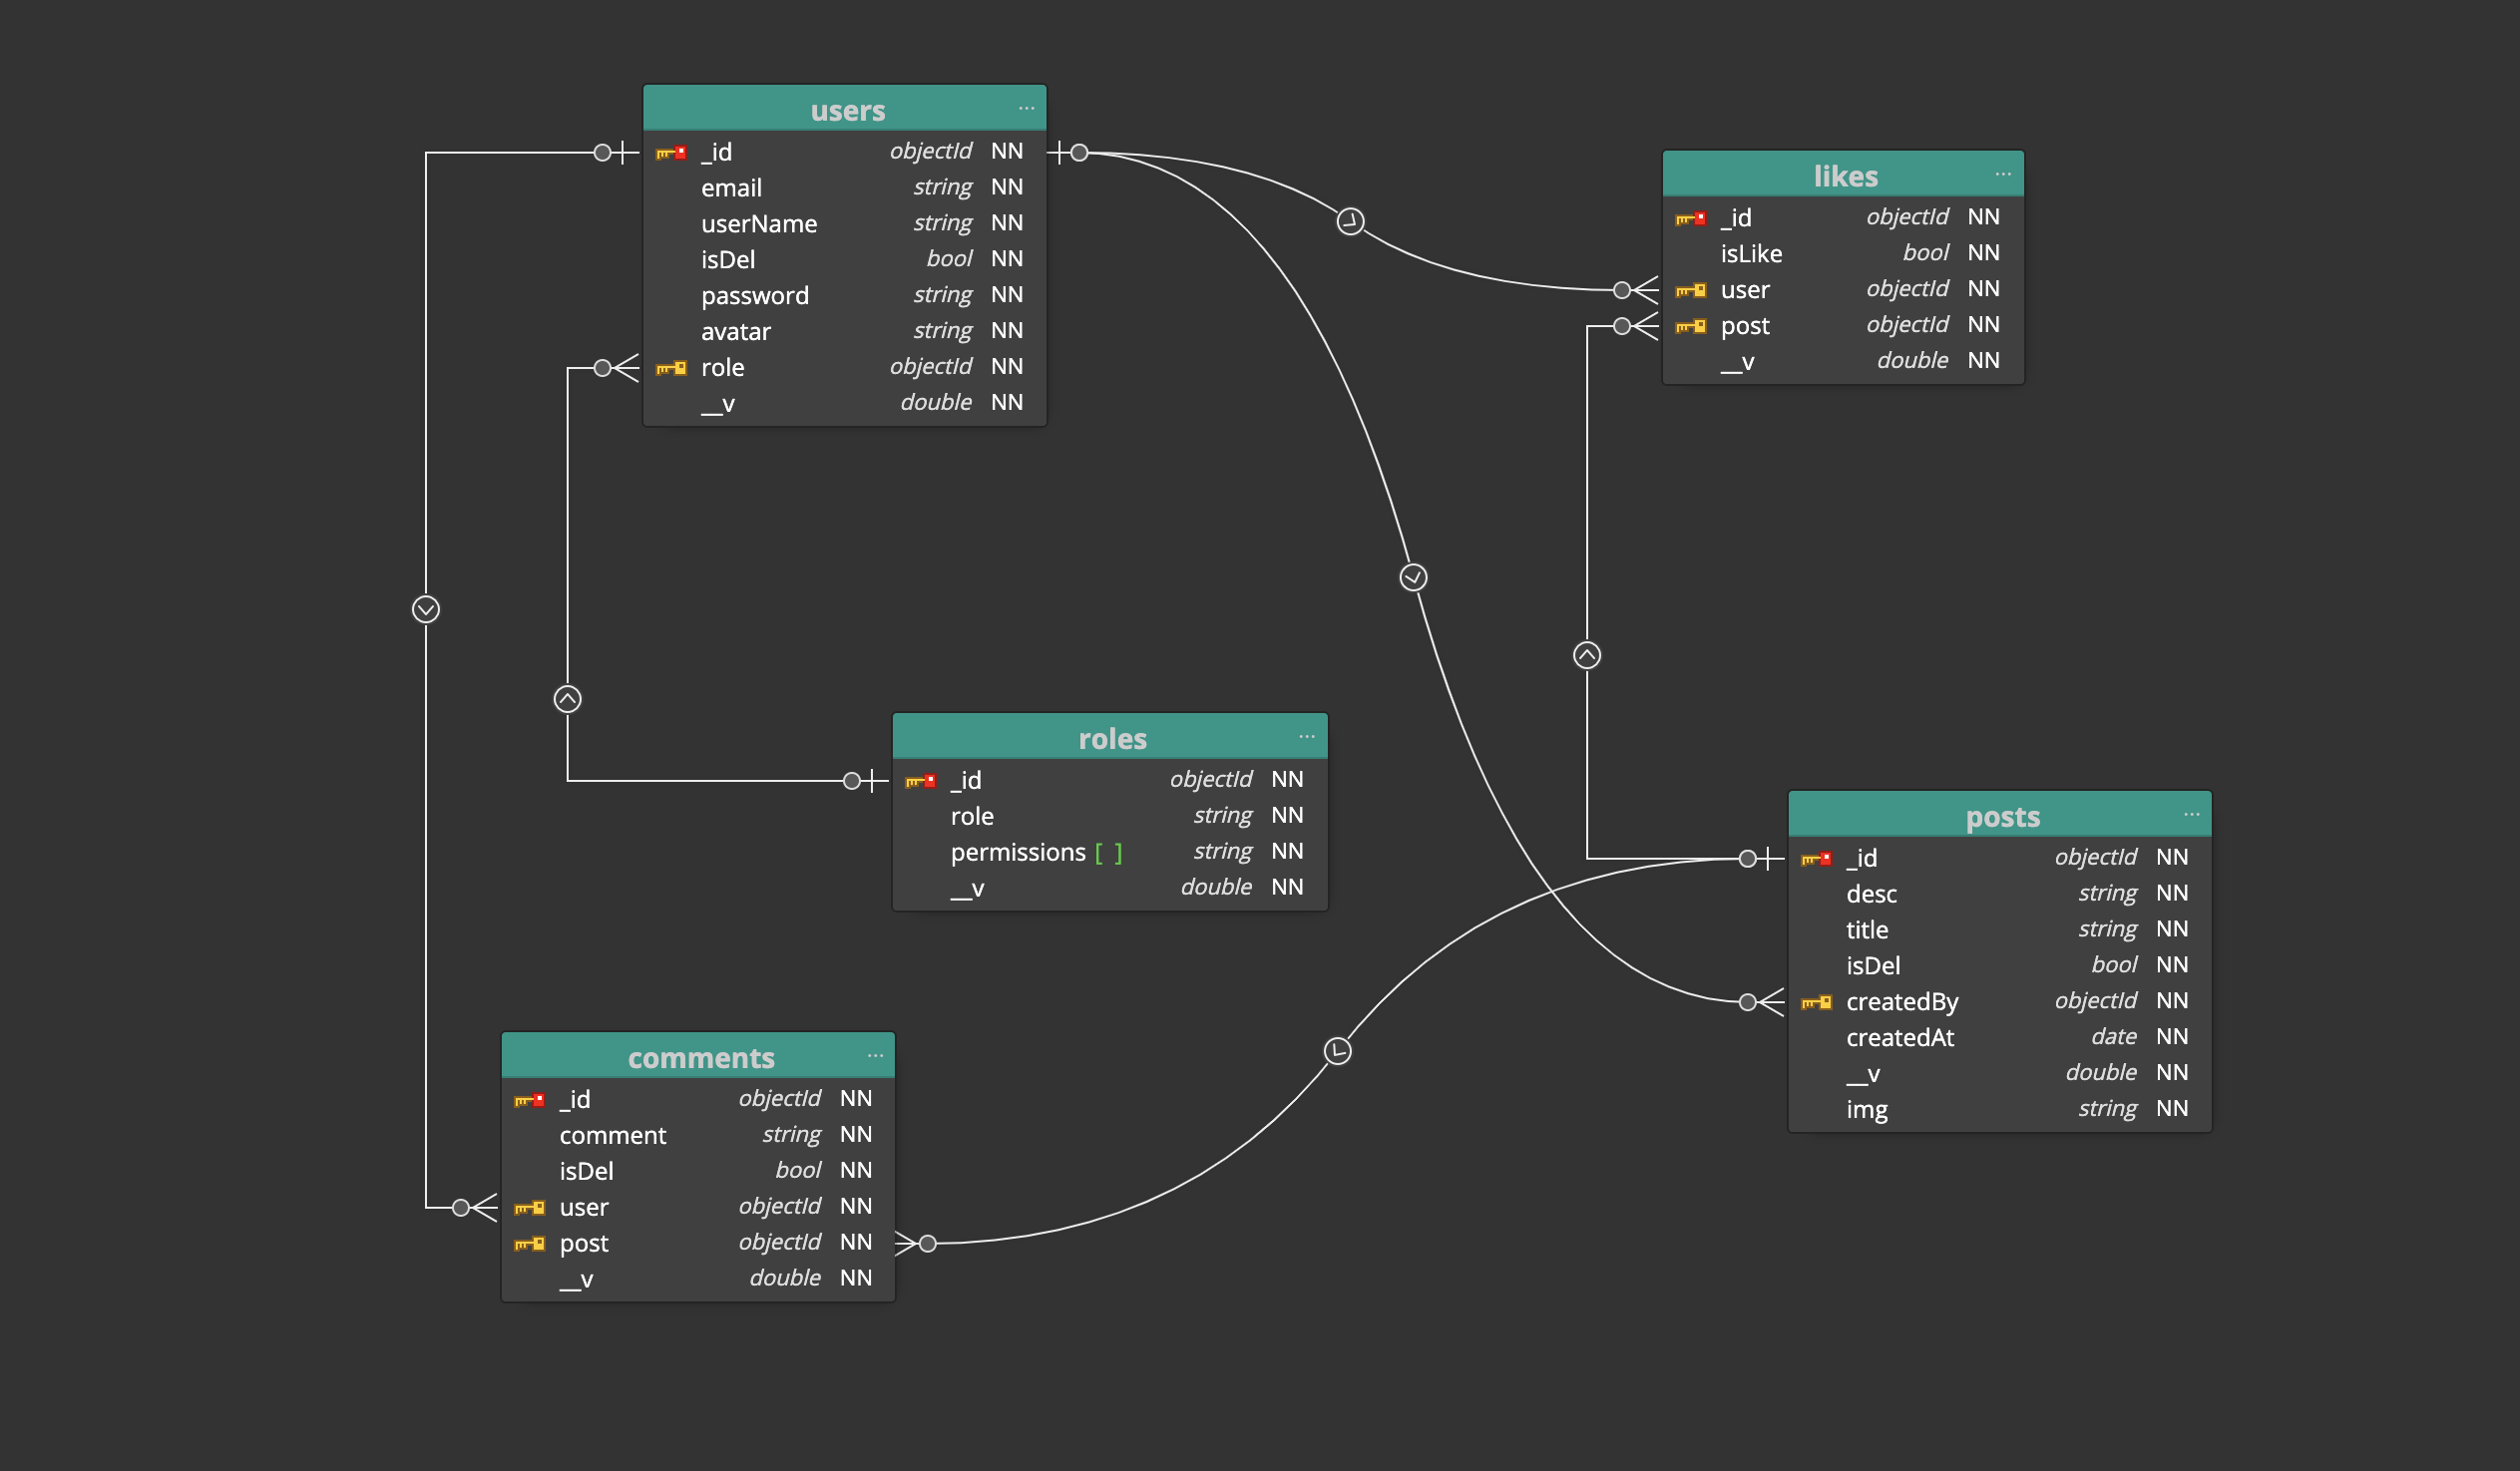 users ...
_id objectId NN
email string NN
userName string NN
isDel bool NN
password string NN
avatar string NN
role objectId NN
__v double NN
likes ...
_id objectId NN
isLike bool NN
user objectId NN
post objectId NN
__v double NN
roles ...
_id objectId NN
role string NN
permissions [ ] string NN
__v double NN
posts ...
_id objectId NN
desc string NN
title string NN
isDel bool NN
createdBy objectId NN
createdAt date NN
__v double NN
img string NN
comments ...
_id objectId NN
comment string NN
isDel bool NN
user objectId NN
post objectId NN
__v double NN